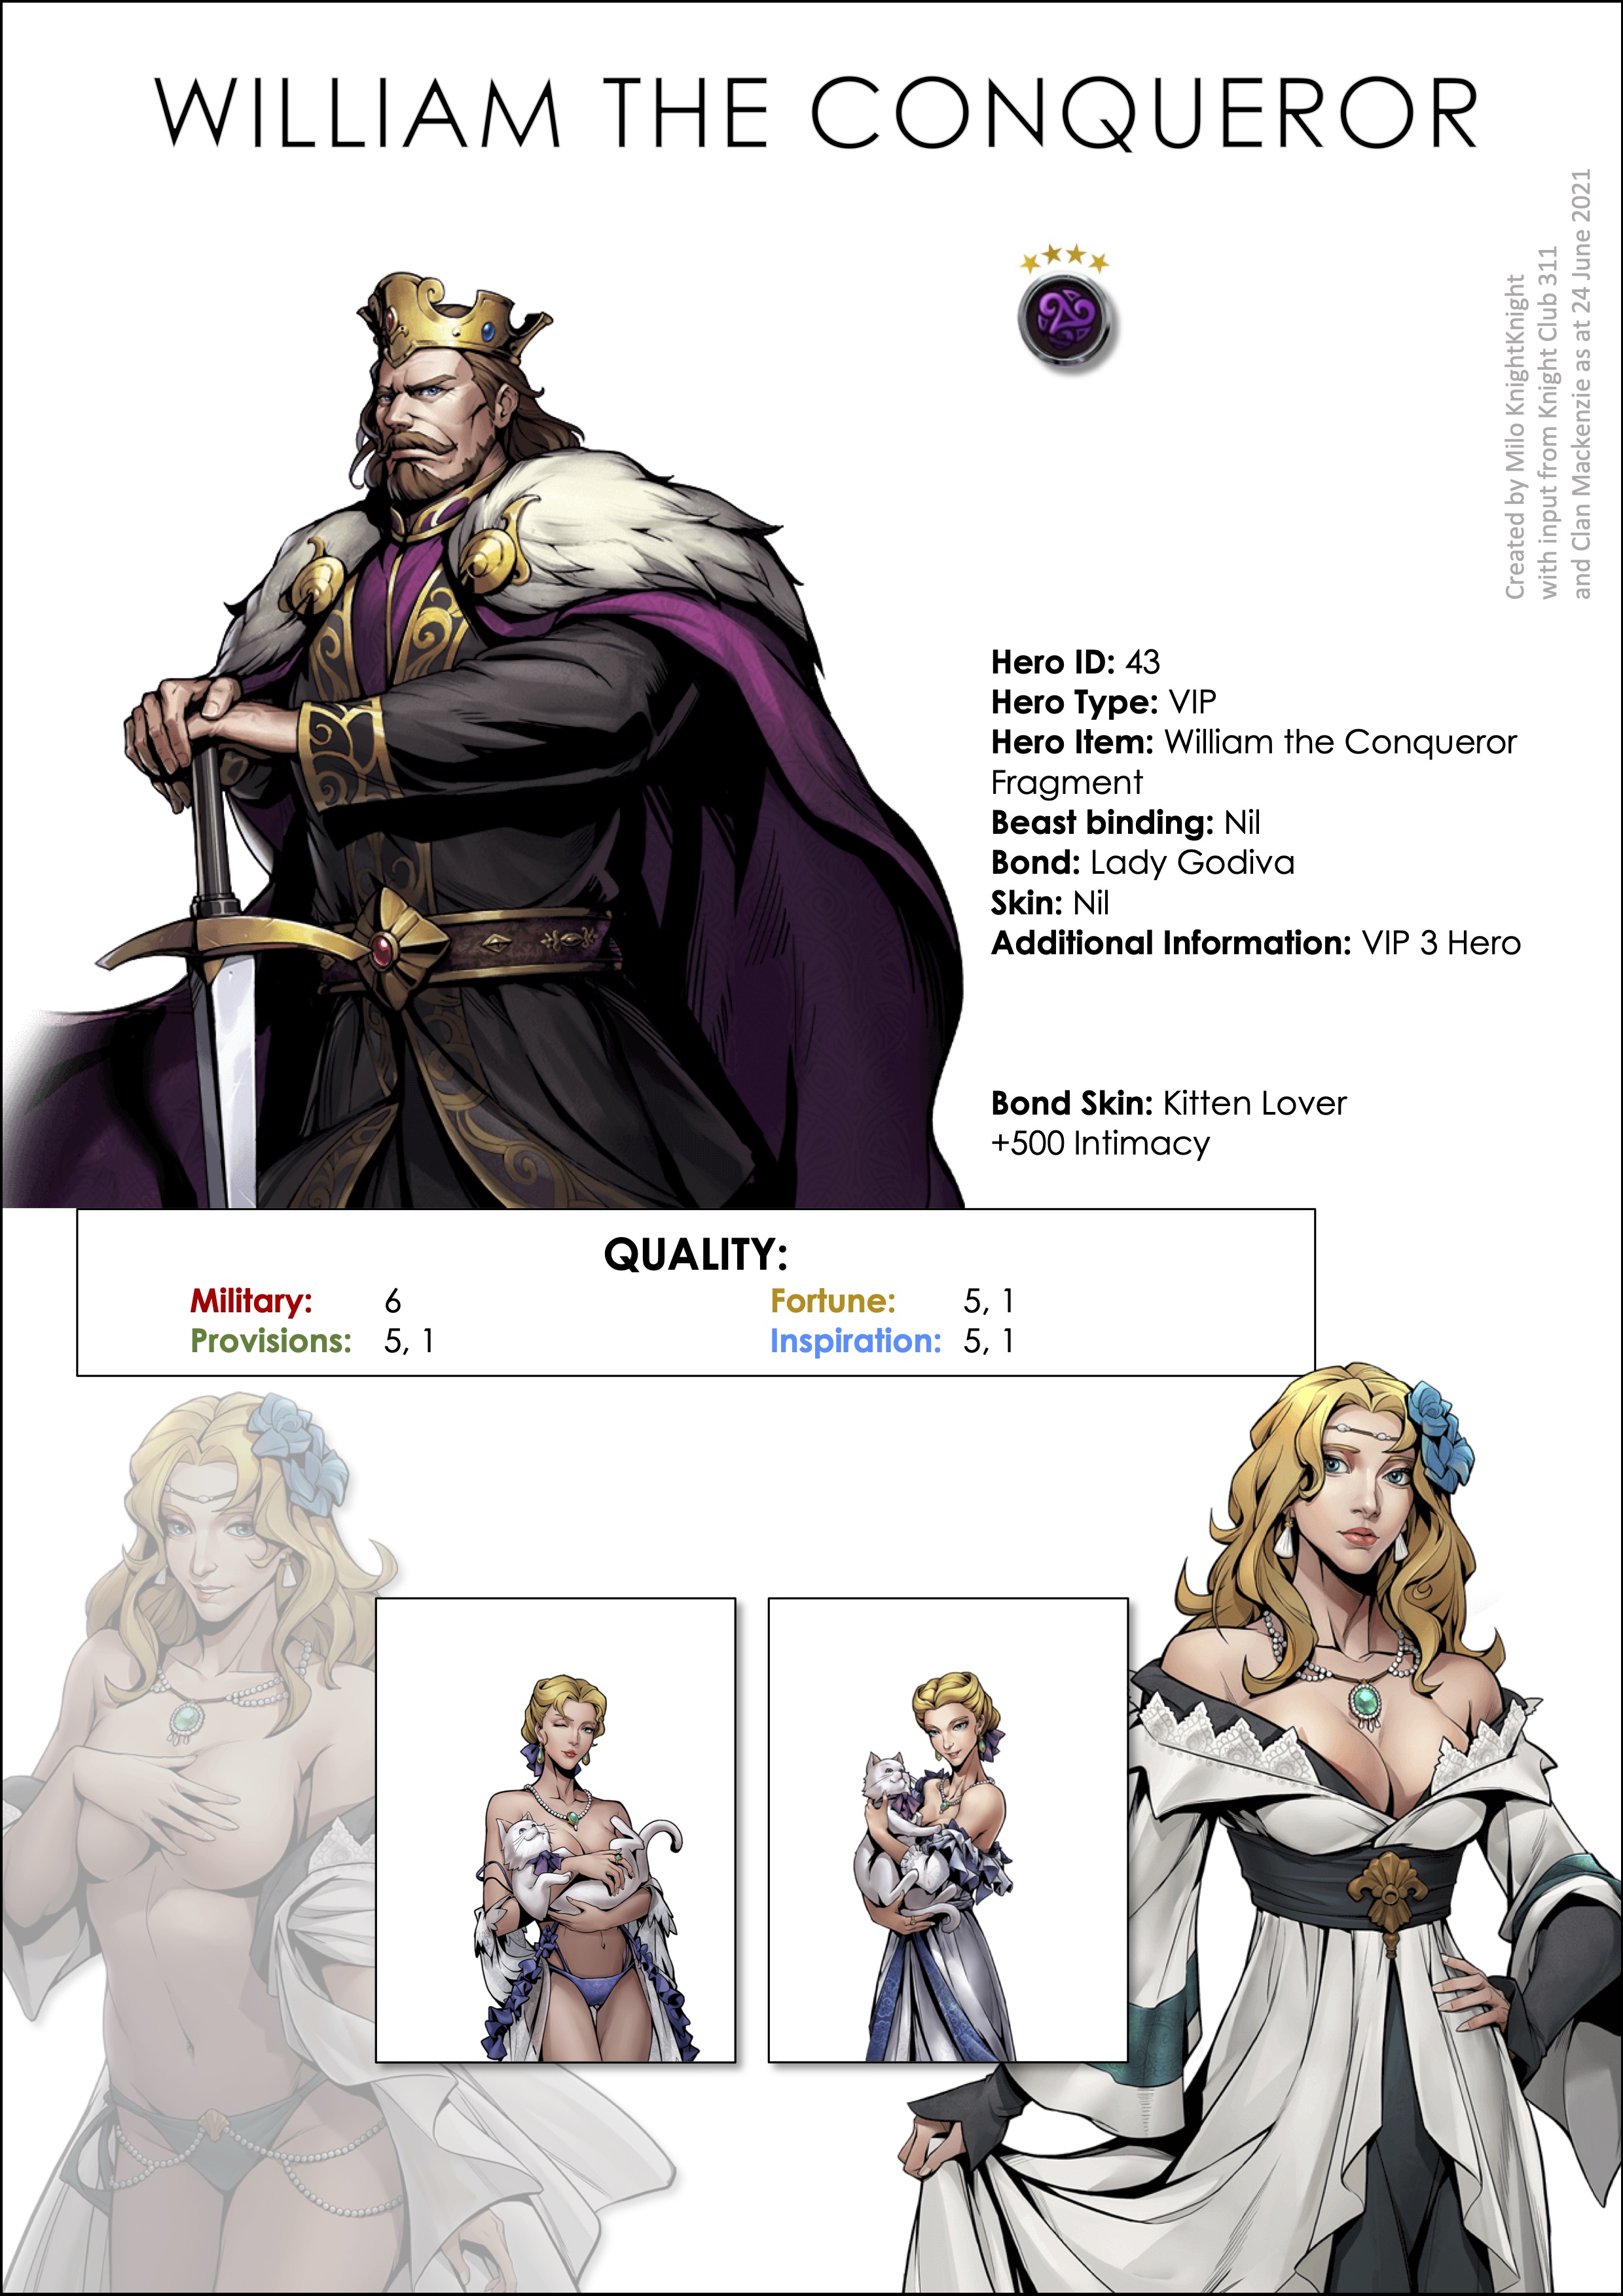 WILLIAM THE CONQUEROR
Created by Milo KnightKnight
with input from Knight Club 311
and Clan Mackenzie as at 24 June 2021
Hero ID: 43
Hero Type: VIP
Hero Item: William the Conqueror
Fragment
Beast binding: Nil
Bond: Lady Godiva
Skin: Nil
Additional Information: VIP 3 Hero
Bond Skin: Kitten Lover
+500 Intimacy
QUALITY:
Military: 6 Fortune: 5, 1
Provisions: 5, 1 Inspiration: 5, 1